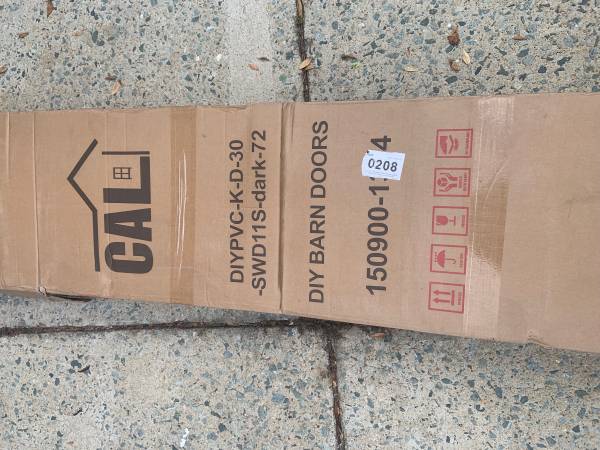 CAL
DIYPVC-K-D-30
-SWD11S-dark-72
DIY BARN DOORS
0208